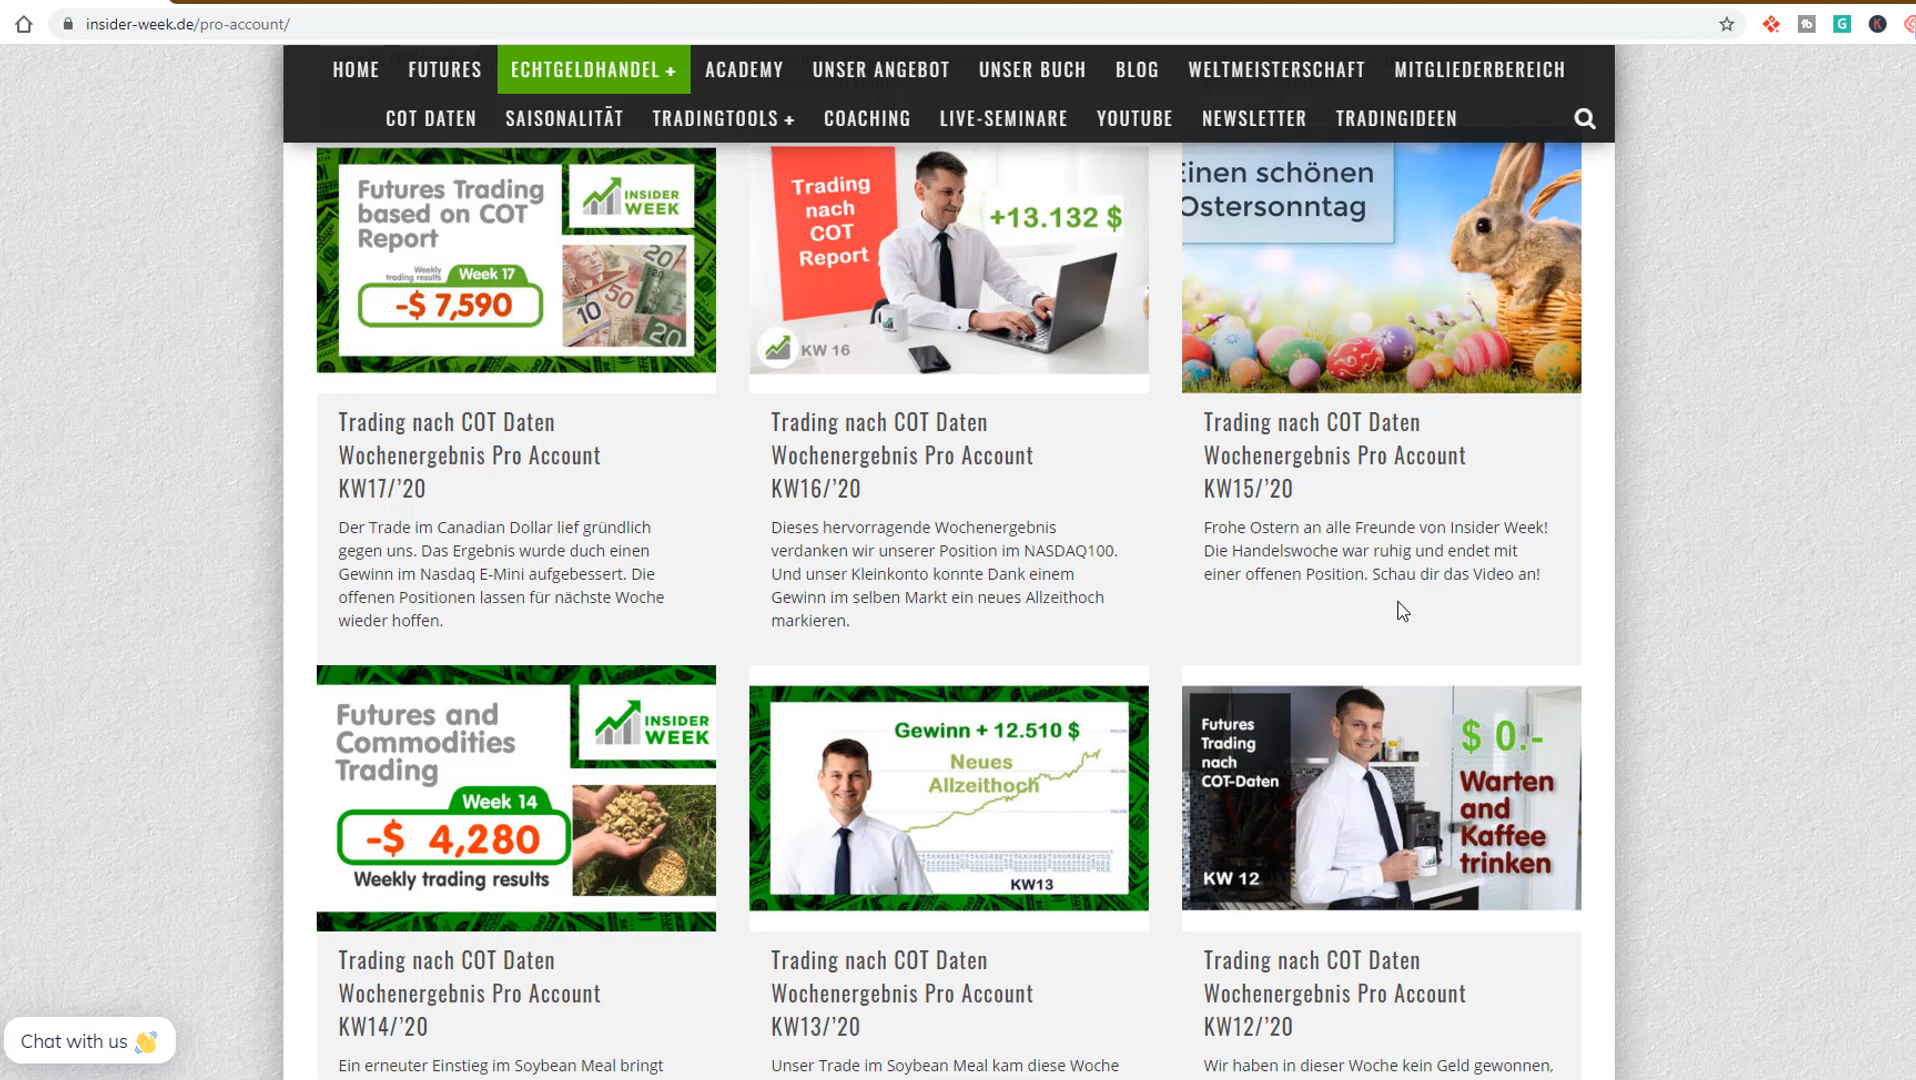 insider-week.de/pro-account/
HOME FUTURES ECHTGELDHANDEL + ACADEMY UNSER ANGEBOT UNSER BUCH BLOG WELTMEISTERSCHAFT MITGLIEDERBEREICH
COT DATEN SAISONALITÄT TRADINGTOOLS + COACHING LIVE-SEMINARE YOUTUBE NEWSLETTER TRADINGIDEEN
Futures Trading
based on COT
Report
INSIDER
WEEK
Weekly
trading results
Week 17
-$ 7,590
Trading
nach
COT
Report
+13.132 $
KW 16
Einen schönen
Ostersonntag
Trading nach COT Daten
Wochenergebnis Pro Account
KW17/’20
Der Trade im Canadian Dollar lief gründlich
gegen uns. Das Ergebnis wurde duch einen
Gewinn im Nasdaq E-Mini aufgebessert. Die
offenen Positionen lassen für nächste Woche
wieder hoffen.
Trading nach COT Daten
Wochenergebnis Pro Account
KW16/’20
Dieses hervorragende Wochenergebnis
verdanken wir unserer Position im NASDAQ100.
Und unser Kleinkonto konnte Dank einem
Gewinn im selben Markt ein neues Allzeithoch
markieren.
Trading nach COT Daten
Wochenergebnis Pro Account
KW15/’20
Frohe Ostern an alle Freunde von Insider Week!
Die Handelswoche war ruhig und endet mit
einer offenen Position. Schau dir das Video an!
Futures and
Commodities
Trading
INSIDER
WEEK
Week 14
-$ 4,280
Weekly trading results
Gewinn + 12.510 $
Neues
Allzeithoch
KW13
Futures
Trading
nach
COT-Daten
$ 0.-
Warten
and
Kaffee
trinken
KW 12
Trading nach COT Daten
Wochenergebnis Pro Account
KW14/’20
Ein erneuter Einstieg im Soybean Meal bringt
Trading nach COT Daten
Wochenergebnis Pro Account
KW13/’20
Unser Trade im Soybean Meal kam diese Woche
Trading nach COT Daten
Wochenergebnis Pro Account
KW12/’20
Wir haben in dieser Woche kein Geld gewonnen,
Chat with us 👋